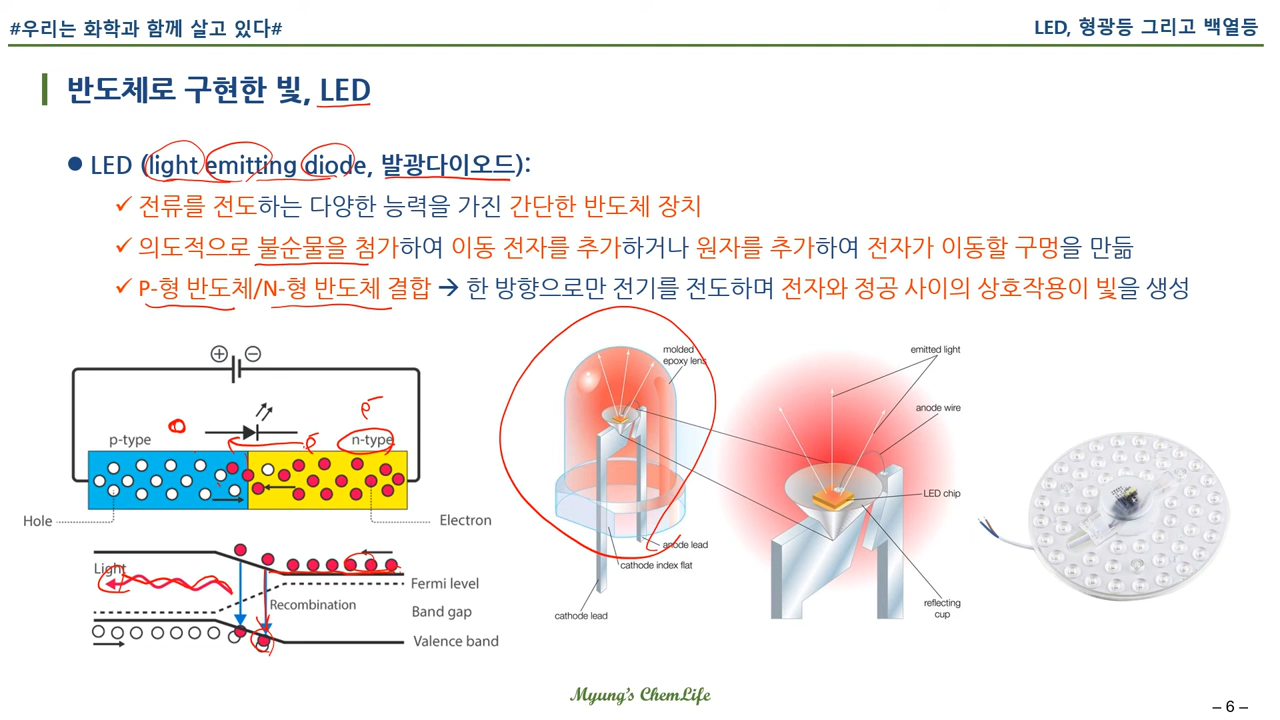 #우리는 화학과 함께 살고 있다#
LED, 형광등 그리고 백열등
반도체로 구현한 빛, LED
● LED (light emitting diode, 발광다이오드):
✓ 전류를 전도하는 다양한 능력을 가진 간단한 반도체 장치
✓ 의도적으로 불순물을 첨가하여 이동 전자를 추가하거나 원자를 추가하여 전자가 이동할 구멍을 만듦
✓ P-형 반도체/N-형 반도체 결합 → 한 방향으로만 전기를 전도하며 전자와 정공 사이의 상호작용이 빛을 생성
+ −
e-
p-type
e-
n-type
Hole
Electron
Light
Fermi level
Recombination
Band gap
Valence band
molded
epoxy lens
anode lead
cathode index flat
cathode lead
emitted light
anode wire
LED chip
reflecting
cup
Myung's ChemLife
– 6 –